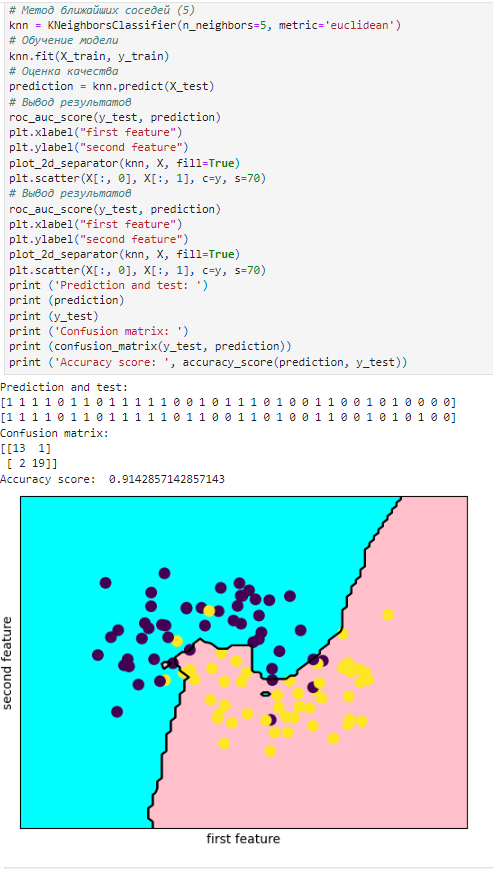 # Метод ближайших соседей (5)
knn = KNeighborsClassifier(n_neighbors=5, metric='euclidean')
# Обучение модели
knn.fit(X_train, y_train)
# Оценка качества
prediction = knn.predict(X_test)
# Вывод результатов
roc_auc_score(y_test, prediction)
plt.xlabel("first feature")
plt.ylabel("second feature")
plot_2d_separator(knn, X, fill=True)
plt.scatter(X[:, 0], X[:, 1], c=y, s=70)
# Вывод результатов
roc_auc_score(y_test, prediction)
plt.xlabel("first feature")
plt.ylabel("second feature")
plot_2d_separator(knn, X, fill=True)
plt.scatter(X[:, 0], X[:, 1], c=y, s=70)
print ('Prediction and test: ')
print (prediction)
print (y_test)
print ('Confusion matrix: ')
print (confusion_matrix(y_test, prediction))
print ('Accuracy score: ', accuracy_score(prediction, y_test))
Prediction and test:
[1 1 1 1 0 1 1 0 1 1 1 1 1 0 0 1 0 1 1 1 0 1 0 0 1 1 0 0 1 0 1 0 0 0 0]
[1 1 1 1 0 1 1 0 1 1 1 1 1 0 1 1 0 0 1 1 0 1 0 0 1 1 0 0 1 0 1 0 1 0 0]
Confusion matrix:
[[13  1]
 [ 2 19]]
Accuracy score:  0.9142857142857143
second feature
first feature